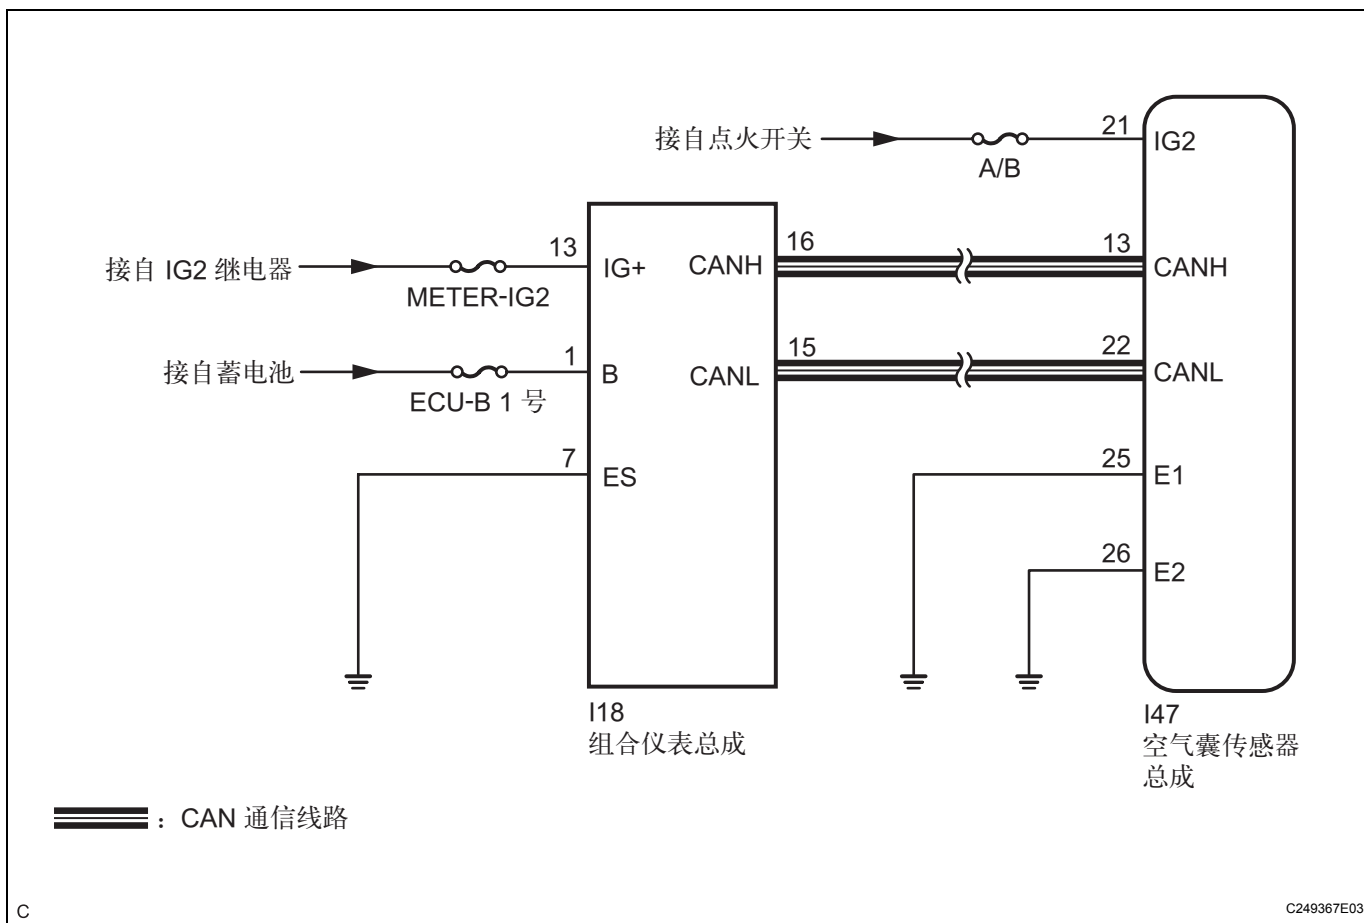 接自点火开关
A/B
21
IG2
接自 IG2 继电器
METER-IG2
13
IG+
CANH
16
13
CANH
接自蓄电池
ECU-B 1 号
1
B
CANL
15
22
CANL
7
ES
25
E1
26
E2
I18
组合仪表总成
I47
空气囊传感器
总成
：CAN 通信线路
C
C249367E03